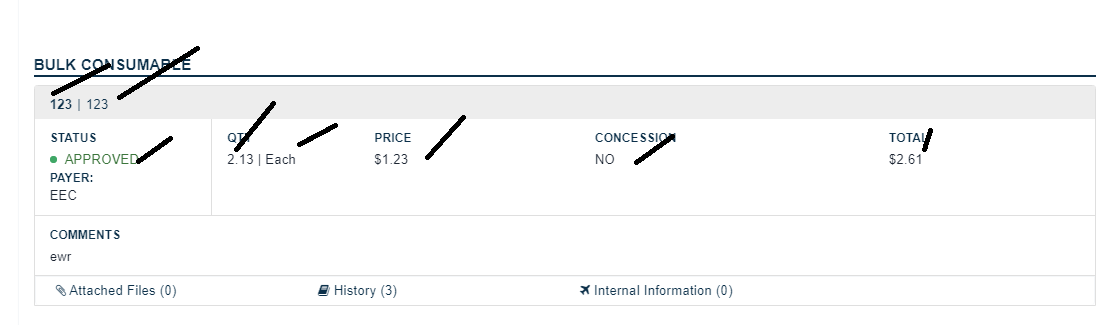 BULK CONSUMABLE
123 | 123
STATUS QTY PRICE CONCESSION TOTAL
APPROVED 2.13 | Each $1.23 NO $2.61
PAYER:
EEC
COMMENTS
ewr
Attached Files (0) History (3) Internal Information (0)